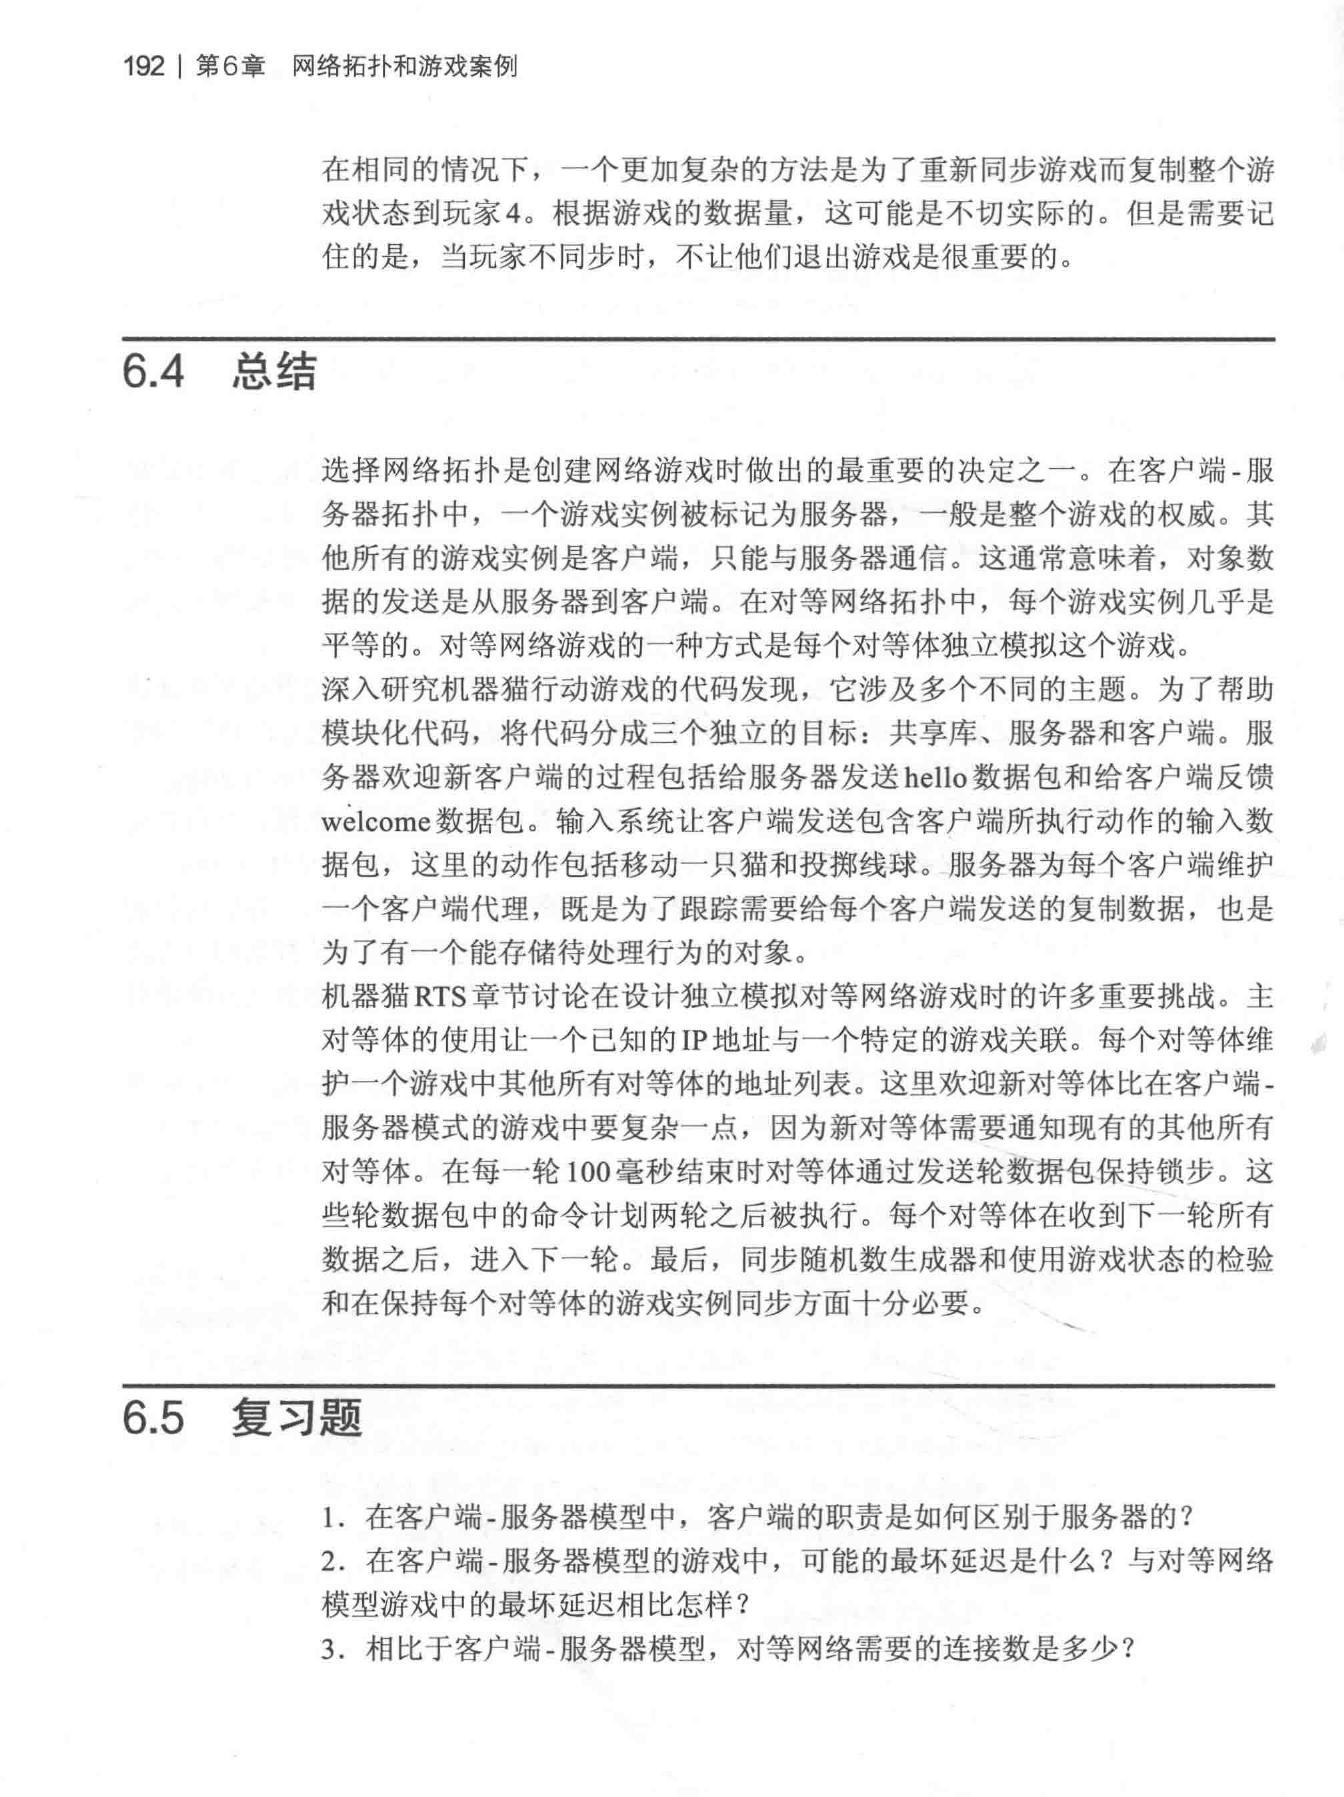 192 | 第6章 网络拓扑和游戏案例
在相同的情况下，一个更加复杂的方法是为了重新同步游戏而复制整个游
戏状态到玩家4。根据游戏的数据量，这可能是不切实际的。但是需要记
住的是，当玩家不同步时，不让他们退出游戏是很重要的。
6.4 总结
选择网络拓扑是创建网络游戏时做出的最重要的决定之一。在客户端-服
务器拓扑中，一个游戏实例被标记为服务器，一般是整个游戏的权威。其
他所有的游戏实例是客户端，只能与服务器通信。这通常意味着，对象数
据的发送是从服务器到客户端。在对等网络拓扑中，每个游戏实例几乎是
平等的。对等网络游戏的一种方式是每个对等体独立模拟这个游戏。
深入研究机器猫行动游戏的代码发现，它涉及多个不同的主题。为了帮助
模块化代码，将代码分成三个独立的目标：共享库、服务器和客户端。服
务器欢迎新客户端的过程包括给服务器发送hello数据包和给客户端反馈
welcome数据包。输入系统让客户端发送包含客户端所执行动作的输入数
据包，这里的动作包括移动一只猫和投掷线球。服务器为每个客户端维护
一个客户端代理，既是为了跟踪需要给每个客户端发送的复制数据，也是
为了有一个能存储待处理行为的对象。
机器猫RTS章节讨论在设计独立模拟对等网络游戏时的许多重要挑战。主
对等体的使用让一个已知的IP地址与一个特定的游戏关联。每个对等体维
护一个游戏中其他所有对等体的地址列表。这里欢迎新对等体比在客户端-
服务器模式的游戏中要复杂一点，因为新对等体需要通知现有的其他所有
对等体。在每一轮100毫秒结束时对等体通过发送轮数据包保持锁步。这
些轮数据包中的命令计划两轮之后被执行。每个对等体在收到下一轮所有
数据之后，进入下一轮。最后，同步随机数生成器和使用游戏状态的检验
和在保持每个对等体的游戏实例同步方面十分必要。
6.5 复习题
1．在客户端-服务器模型中，客户端的职责是如何区别于服务器的？
2．在客户端-服务器模型的游戏中，可能的最坏延迟是什么？与对等网络
模型游戏中的最坏延迟相比怎样？
3．相比于客户端-服务器模型，对等网络需要的连接数是多少？